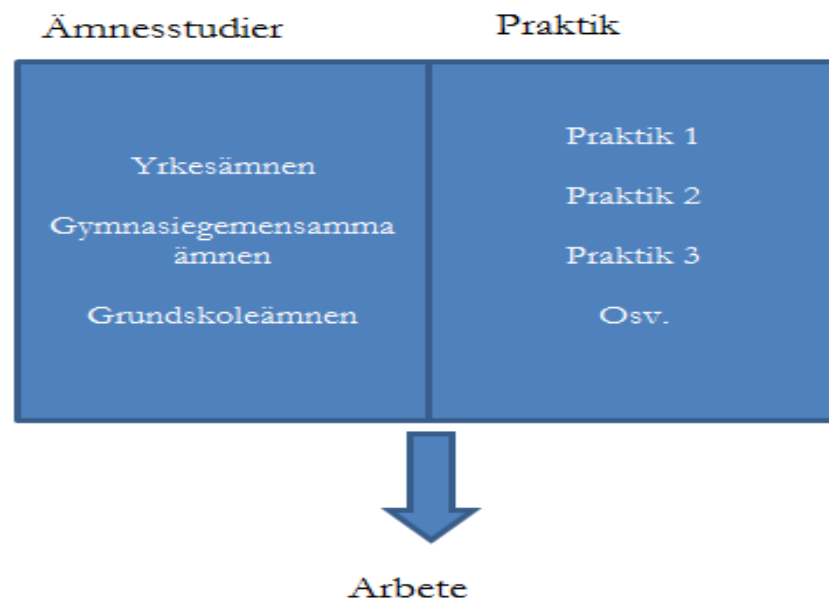 Ämnesstudier
Praktik
Yrkesämnen
Gymnasiegemensamma
ämnen
Grundskoleämnen
Praktik 1
Praktik 2
Praktik 3
Osv.
Arbete